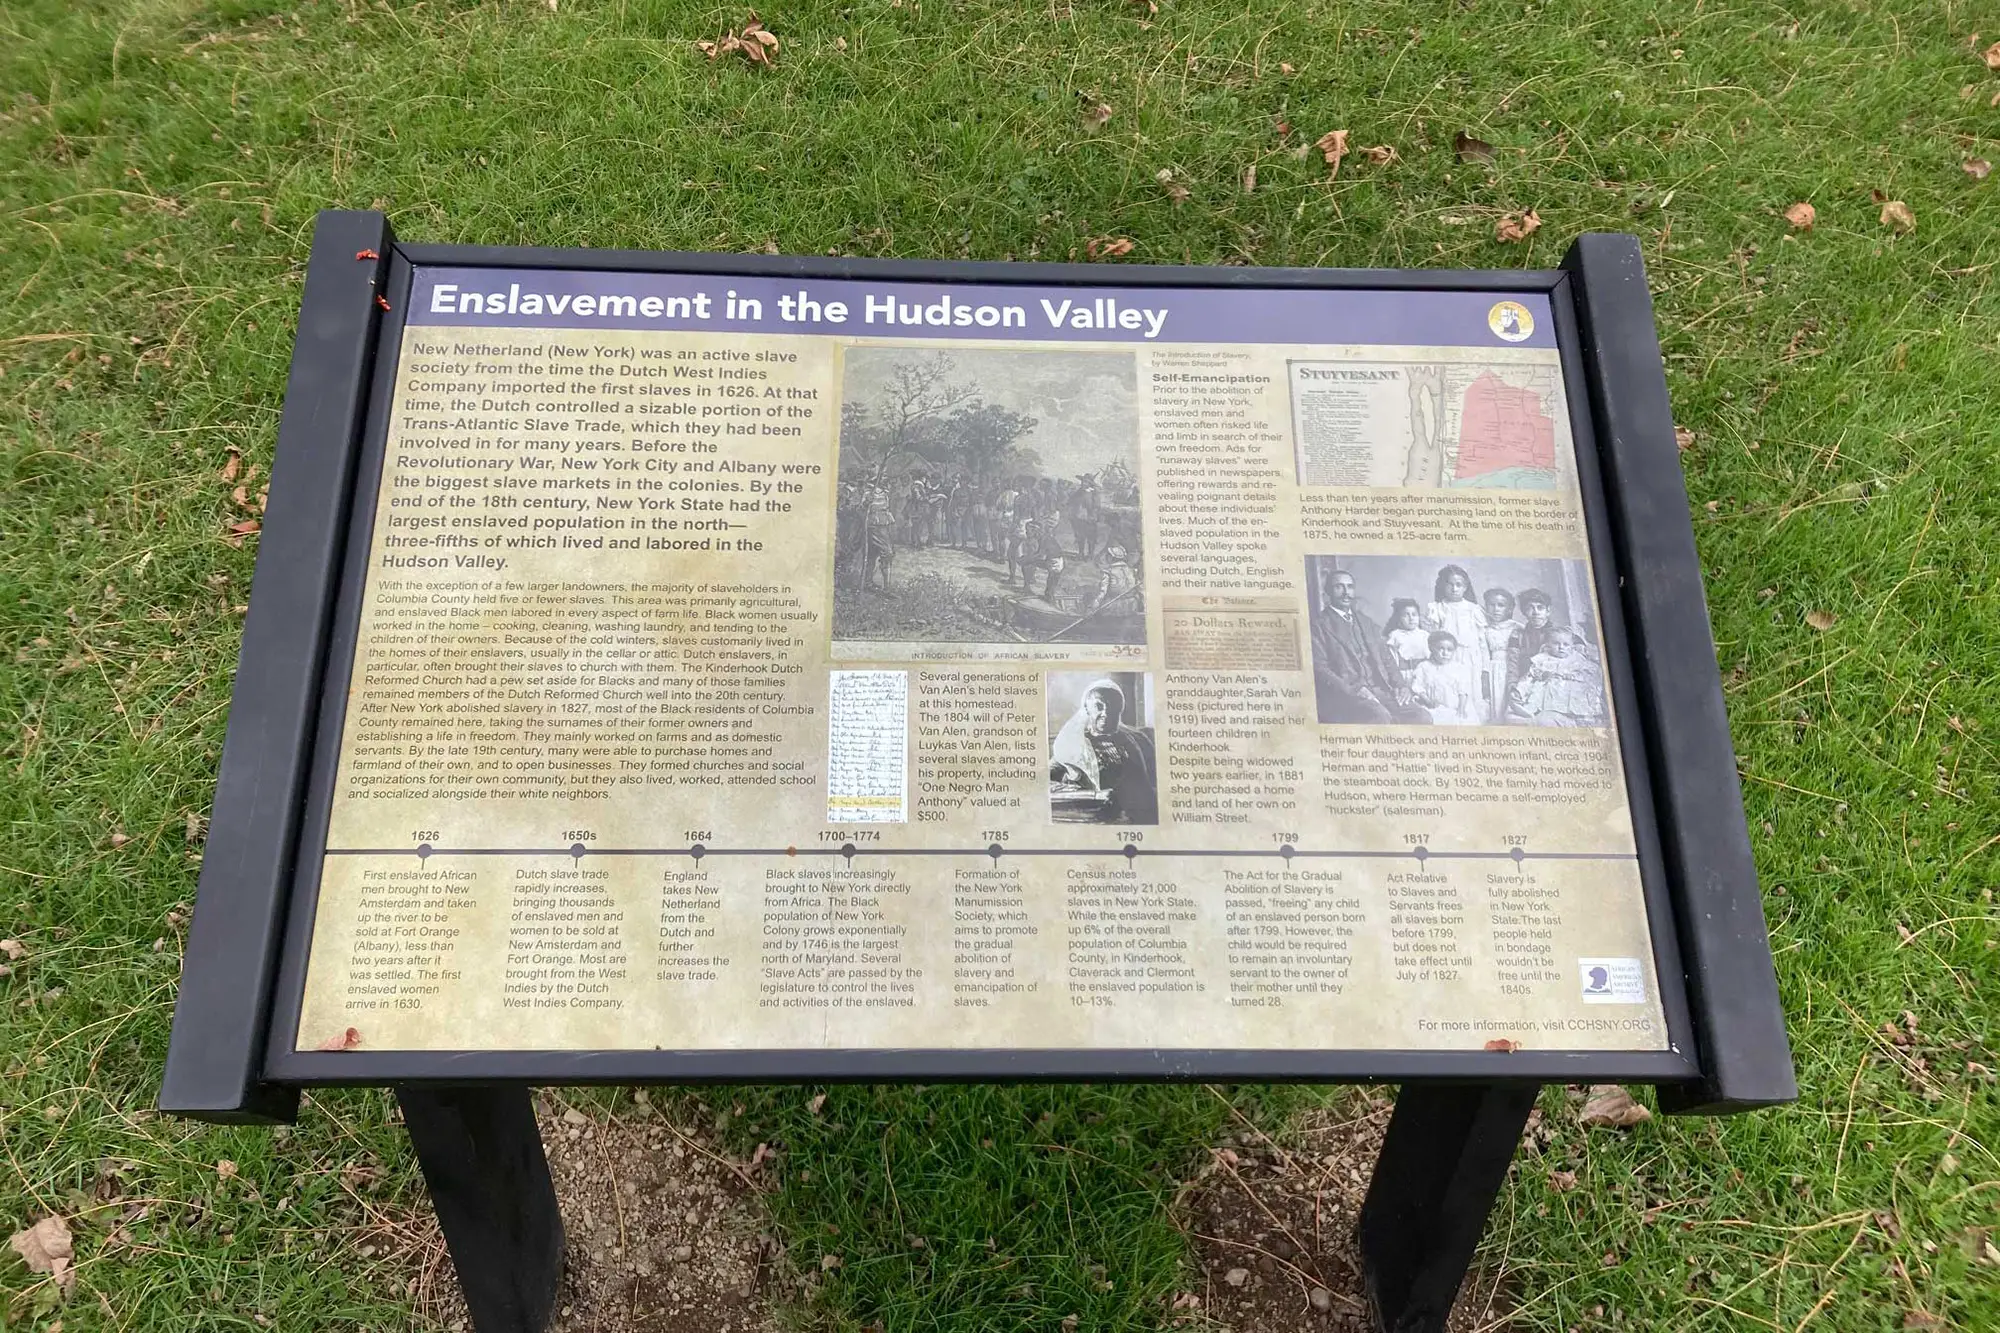 Enslavement in the Hudson Valley
New Netherland (New York) was an active slave
society from the time the Dutch West Indies
Company imported the first slaves in 1626. At that
time, the Dutch controlled a sizable portion of the
Trans-Atlantic Slave Trade, which they had been
involved in for many years. Before the
Revolutionary War, New York City and Albany were
the biggest slave markets in the colonies. By the
end of the 18th century, New York State had the
largest enslaved population in the north—
three-fifths of which lived and labored in the
Hudson Valley.
With the exception of a few larger landowners, the majority of slaveholders in
Columbia County held five or fewer slaves. This area was primarily agricultural,
and enslaved Black men labored in every aspect of farm life. Black women usually
worked in the home – cooking, cleaning, washing laundry, and tending to the
children of their owners. Because of the cold winters, slaves customarily lived in
the homes of their enslavers, usually in the cellar or attic. Dutch enslavers, in
particular, often brought their slaves to church with them. The Kinderhook Dutch
Reformed Church had a pew set aside for Blacks and many of those families
remained members of the Dutch Reformed Church well into the 20th century.
After New York abolished slavery in 1827, most of the Black residents of Columbia
County remained here, taking the surnames of their former owners and
establishing a life in freedom. They mainly worked on farms and as domestic
servants. By the late 19th century, many were able to purchase homes and
farmland of their own, and to open businesses. They formed churches and social
organizations for their own community, but they also lived, worked, attended school
and socialized alongside their white neighbors.
INTRODUCTION OF AFRICAN SLAVERY
340
The Introduction of Slavery,
by Warren Sheppard
Self-Emancipation
Prior to the abolition of
slavery in New York,
enslaved men and
women often risked life
and limb in search of their
own freedom. Ads for
"runaway slaves" were
published in newspapers,
offering rewards and re-
vealing poignant details
about these individuals'
lives. Much of the en-
slaved population in the
Hudson Valley spoke
several languages,
including Dutch, English
and their native language.
The Balance.
20 Dollars Reward.
STUYVESANT
Less than ten years after manumission, former slave
Anthony Harder began purchasing land on the border of
Kinderhook and Stuyvesant. At the time of his death in
1875, he owned a 125-acre farm.
Several generations of
Van Alen's held slaves
at this homestead.
The 1804 will of Peter
Van Alen, grandson of
Luykas Van Alen, lists
several slaves among
his property, including
"One Negro Man
Anthony" valued at
$500.
Anthony Van Alen's
granddaughter,Sarah Van
Ness (pictured here in
1919) lived and raised her
fourteen children in
Kinderhook.
Despite being widowed
two years earlier, in 1881
she purchased a home
and land of her own on
William Street.
Herman Whitbeck and Harriet Jimpson Whitbeck with
their four daughters and an unknown infant, circa 1904.
Herman and "Hattie" lived in Stuyvesant; he worked on
the steamboat dock. By 1902, the family had moved to
Hudson, where Herman became a self-employed
"huckster" (salesman).
1626
First enslaved African
men brought to New
Amsterdam and taken
up the river to be
sold at Fort Orange
(Albany), less than
two years after it
was settled. The first
enslaved women
arrive in 1630.
1650s
Dutch slave trade
rapidly increases,
bringing thousands
of enslaved men and
women to be sold at
New Amsterdam and
Fort Orange. Most are
brought from the West
Indies by the Dutch
West Indies Company.
1664
England
takes New
Netherland
from the
Dutch and
further
increases the
slave trade.
1700–1774
Black slaves increasingly
brought to New York directly
from Africa. The Black
population of New York
Colony grows exponentially
and by 1746 is the largest
north of Maryland. Several
"Slave Acts" are passed by the
legislature to control the lives
and activities of the enslaved.
1785
Formation of
the New York
Manumission
Society, which
aims to promote
the gradual
abolition of
slavery and
emancipation of
slaves.
1790
Census notes
approximately 21,000
slaves in New York State.
While the enslaved make
up 6% of the overall
population of Columbia
County, in Kinderhook,
Claverack and Clermont
the enslaved population is
10–13%.
1799
The Act for the Gradual
Abolition of Slavery is
passed, "freeing" any child
of an enslaved person born
after 1799. However, the
child would be required
to remain an involuntary
servant to the owner of
their mother until they
turned 28.
1817
Act Relative
to Slaves and
Servants frees
all slaves born
before 1799,
but does not
take effect until
July of 1827.
1827
Slavery is
fully abolished
in New York
State. The last
people held
in bondage
wouldn't be
free until the
1840s.
For more information, visit CCHSNY.ORG